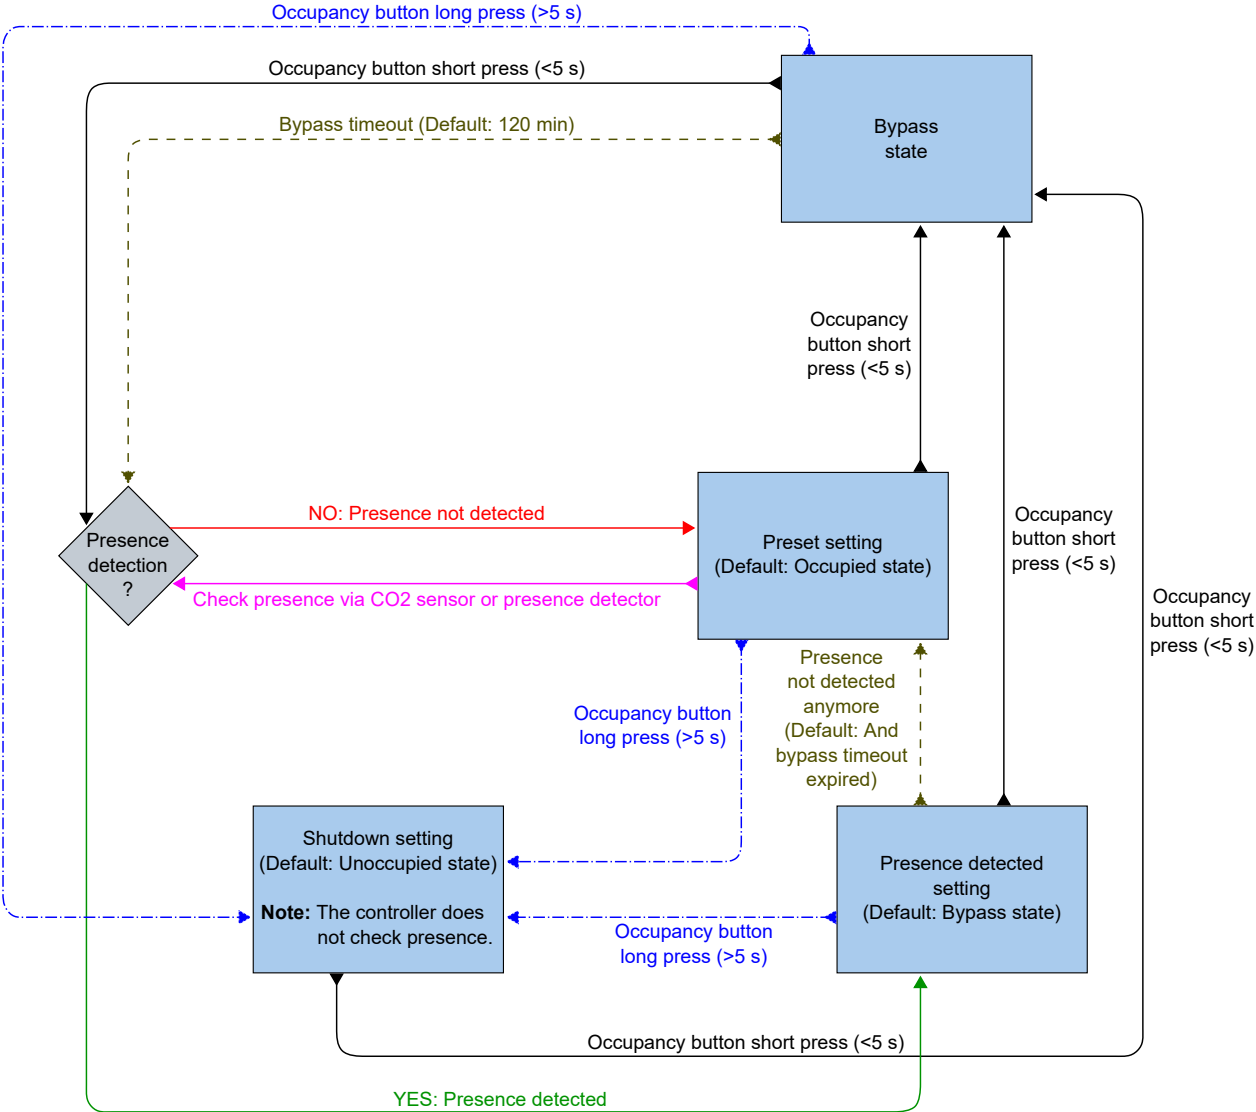 Occupancy button long press (>5 s)
Occupancy button short press (<5 s)
Bypass timeout (Default: 120 min)
Bypass
state
Occupancy
button short
press (<5 s)
Occupancy
button short
press (<5 s)
Occupancy
button short
press (<5 s)
NO: Presence not detected
Presence
detection
?
Check presence via CO2 sensor or presence detector
Preset setting
(Default: Occupied state)
Presence
not detected
anymore
(Default: And
bypass timeout
expired)
Occupancy button
long press (>5 s)
Shutdown setting
(Default: Unoccupied state)
Note: The controller does
not check presence.
Presence detected
setting
(Default: Bypass state)
Occupancy button
long press (>5 s)
Occupancy button short press (<5 s)
YES: Presence detected